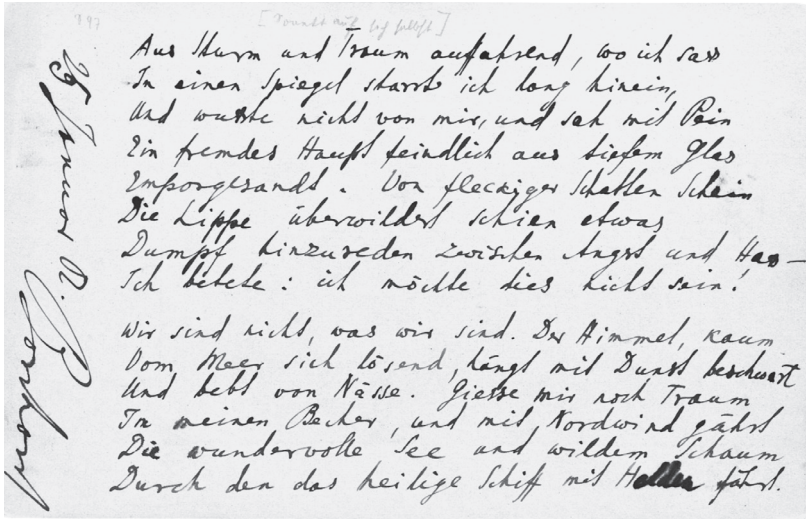 [Sonett auf sich selbst]
Aus Sturm und Traum auffahrend, wo ich sass
In einen Spiegel starrt ich lang hinein,
Und wusste nicht von mir, und sah mit Pein
Ein fremdes Haupt feindlich aus tiefem Glas
Emporgesandt. Von fleckiger Schatten Schein
Die Lippe überwildert schien etwas
Dumpf hinzureden zwischen Angst und Hass —
Ich betete: ich möchte dies nicht sein!
Wir sind nicht, was wir sind. Der Himmel, kaum
Vom Meer sich lösend, hängt mit Dunst beschwert
Und bebt von Nässe. Giesse mir noch Traum
In meinen Becher, und mit Nordwind gährt
Die wundervolle See und wildem Schaum
Durch den das heilige Schiff mit Helden fährt.
25 Januar R. Borchardt